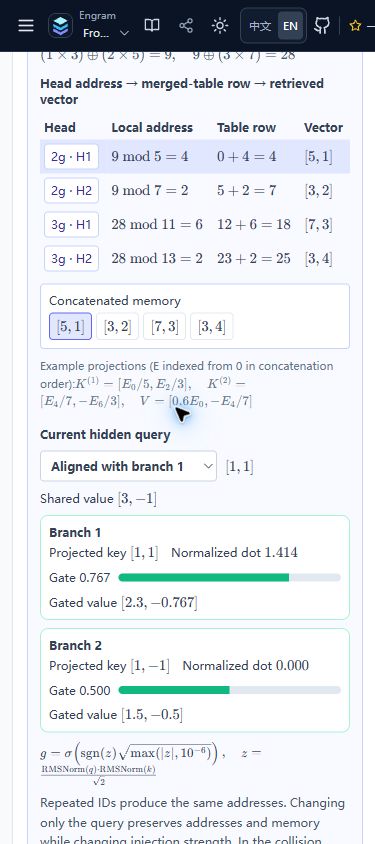 Engram
Fro...
中文
EN
(1 × 3) ⊕ (2 × 5) = 9, 9 ⊕ (3 × 7) = 28
Head address → merged-table row → retrieved
vector
Head Local address Table row Vector
2g · H1 9 mod 5 = 4 0 + 4 = 4 [5, 1]
2g · H2 9 mod 7 = 2 5 + 2 = 7 [3, 2]
3g · H1 28 mod 11 = 6 12 + 6 = 18 [7, 3]
3g · H2 28 mod 13 = 2 23 + 2 = 25 [3, 4]
Concatenated memory
[5, 1] [3, 2] [7, 3] [3, 4]
Example projections (E indexed from 0 in concatenation
order):K^{(1)} = [E_0/5, E_2/3], K^{(2)} =
[E_4/7, −E_6/3], V = [0.6E_0, −E_4/7]
Current hidden query
Aligned with branch 1 [1, 1]
Shared value [3, −1]
Branch 1
Projected key [1, 1] Normalized dot 1.414
Gate 0.767
Gated value [2.3, −0.767]
Branch 2
Projected key [1, −1] Normalized dot 0.000
Gate 0.500
Gated value [1.5, −0.5]
g = σ(sgn(z)√max(|z|, 10^{−6})), z =
RMSNorm(q)·RMSNorm(k)
√2
Repeated IDs produce the same addresses. Changing
only the query preserves addresses and memory
while changing injection strength. In the collision